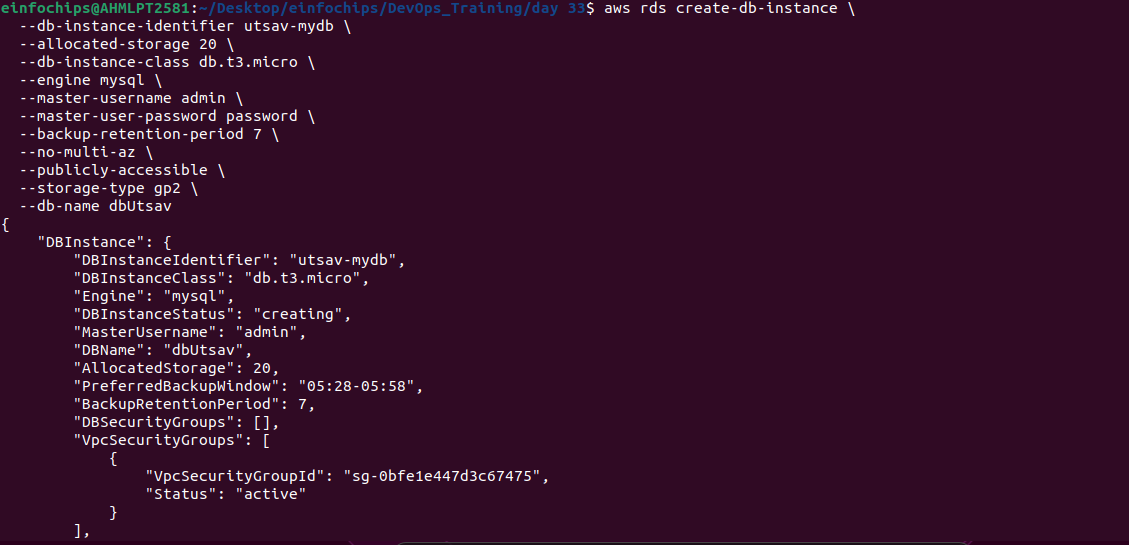 einfochips@AHMLPT2581:~/Desktop/einfochips/DevOps_Training/day 33$ aws rds create-db-instance \
  --db-instance-identifier utsav-mydb \
  --allocated-storage 20 \
  --db-instance-class db.t3.micro \
  --engine mysql \
  --master-username admin \
  --master-user-password password \
  --backup-retention-period 7 \
  --no-multi-az \
  --publicly-accessible \
  --storage-type gp2 \
  --db-name dbUtsav
{
    "DBInstance": {
        "DBInstanceIdentifier": "utsav-mydb",
        "DBInstanceClass": "db.t3.micro",
        "Engine": "mysql",
        "DBInstanceStatus": "creating",
        "MasterUsername": "admin",
        "DBName": "dbUtsav",
        "AllocatedStorage": 20,
        "PreferredBackupWindow": "05:28-05:58",
        "BackupRetentionPeriod": 7,
        "DBSecurityGroups": [],
        "VpcSecurityGroups": [
            {
                "VpcSecurityGroupId": "sg-0bfe1e447d3c67475",
                "Status": "active"
            }
        ],